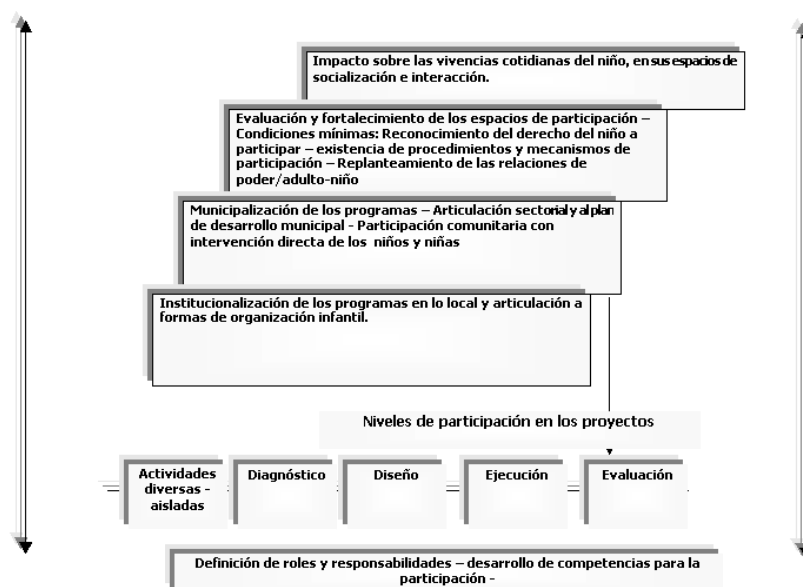 Impacto sobre las vivencias cotidianas del niño, en sus espacios de
socialización e interacción.
Evaluación y fortalecimiento de los espacios de participación –
Condiciones mínimas: Reconocimiento del derecho del niño a
participar – existencia de procedimientos y mecanismos de
participación – Replanteamiento de las relaciones de
poder/adulto-niño
Municipalización de los programas – Articulación sectorial y al plan
de desarrollo municipal - Participación comunitaria con
intervención directa de los niños y niñas
Institucionalización de los programas en lo local y articulación a
formas de organización infantil.
Niveles de participación en los proyectos
Actividades
diversas -
aisladas
Diagnóstico
Diseño
Ejecución
Evaluación
Definición de roles y responsabilidades – desarrollo de competencias para la
participación -